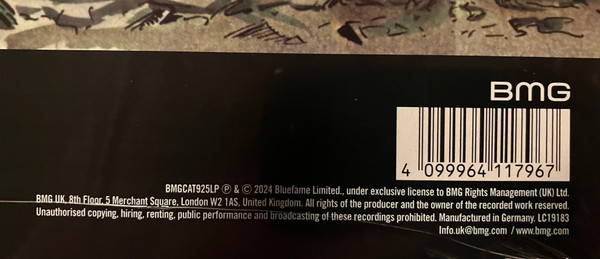 BMG
4 099964 117967
BMGCAT925LP ℗ & © 2024 Bluefame Limited., under exclusive license to BMG Rights Management (UK) Ltd.
BMG UK, 8th Floor, 5 Merchant Square, London W2 1AS, United Kingdom. All rights of the producer and the owner of the recorded work reserved.
Unauthorised copying, hiring, renting, public performance and broadcasting of these recordings prohibited. Manufactured in Germany. LC19183
Info.uk@bmg.com / www.bmg.com